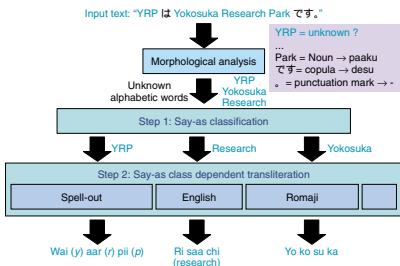 Input text: “YRP は Yokosuka Research Park です。”
YRP = unknown ?
...
Park = Noun → paaku
です = copula → desu
。 = punctuation mark → -
Morphological analysis
Unknown
alphabetic words
YRP
Yokosuka
Research
Step 1: Say-as classification
YRP
Research
Yokosuka
Step 2: Say-as class dependent transliteration
Spell-out
English
Romaji
Wai (y) aar (r) pii (p)
Ri saa chi
(research)
Yo ko su ka